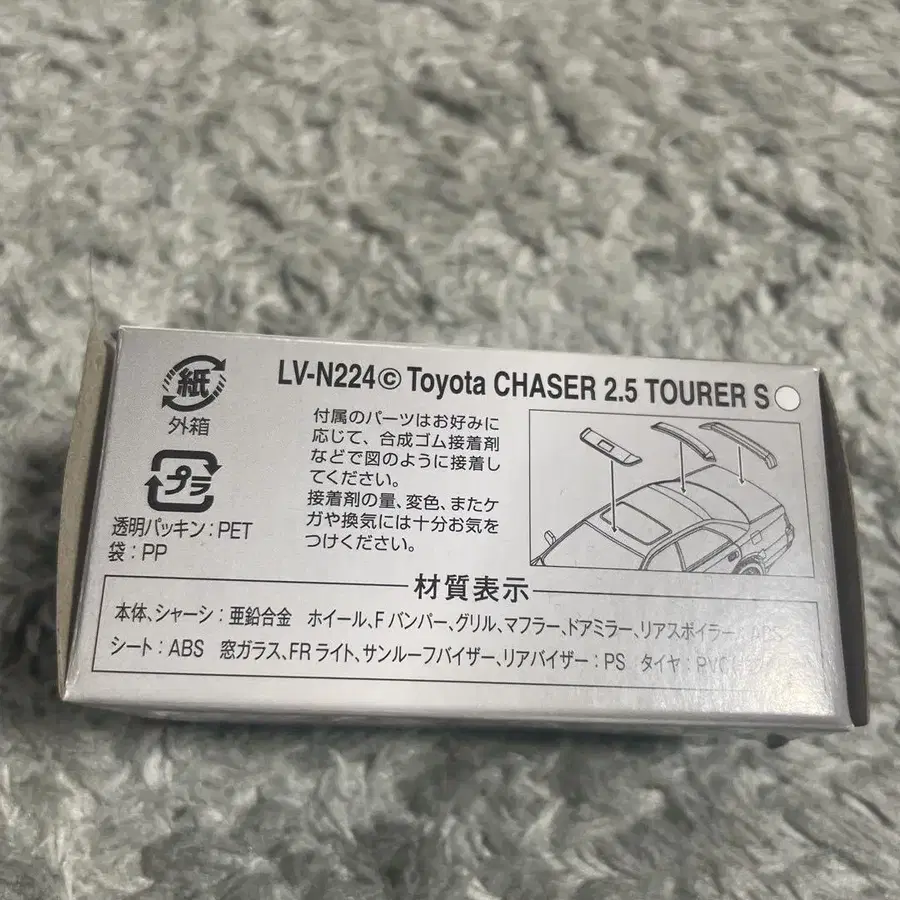 LV-N224© Toyota CHASER 2.5 TOURER S
紙
外箱
プラ
透明パッキン:PET
袋:PP
付属のパーツはお好みに
応じて、合成ゴム接着剤
などで図のように接着し
てください。
接着剤の量、変色、またケ
ガや換気には十分お気を
つけください。
材質表示
本体、シャーシ:亜鉛合金 ホイール、Fバンパー、グリル、マフラー、ドアミラー、リアスポイラー、
シート:ABS 窓ガラス、FRライト、サンルーフバイザー、リアバイザー:PS タイヤ:PVC